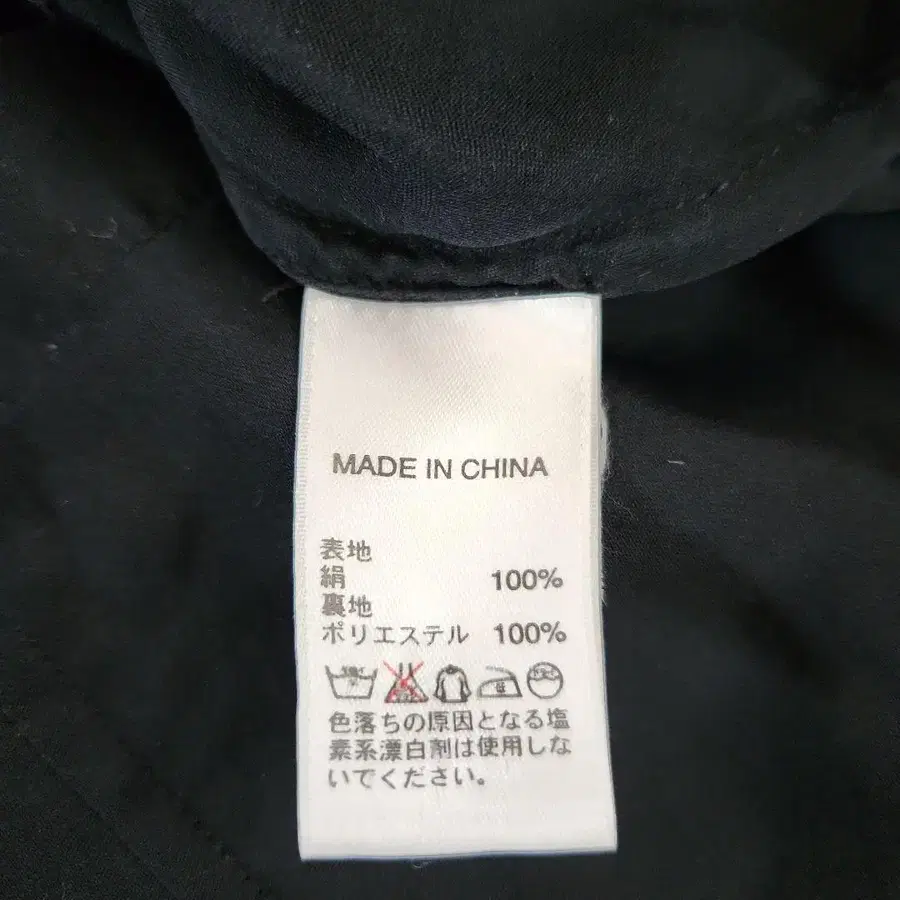 MADE IN CHINA
表地
絹 100%
裏地
ポリエステル 100%
色落ちの原因となる塩
素系漂白剤は使用しな
いでください。